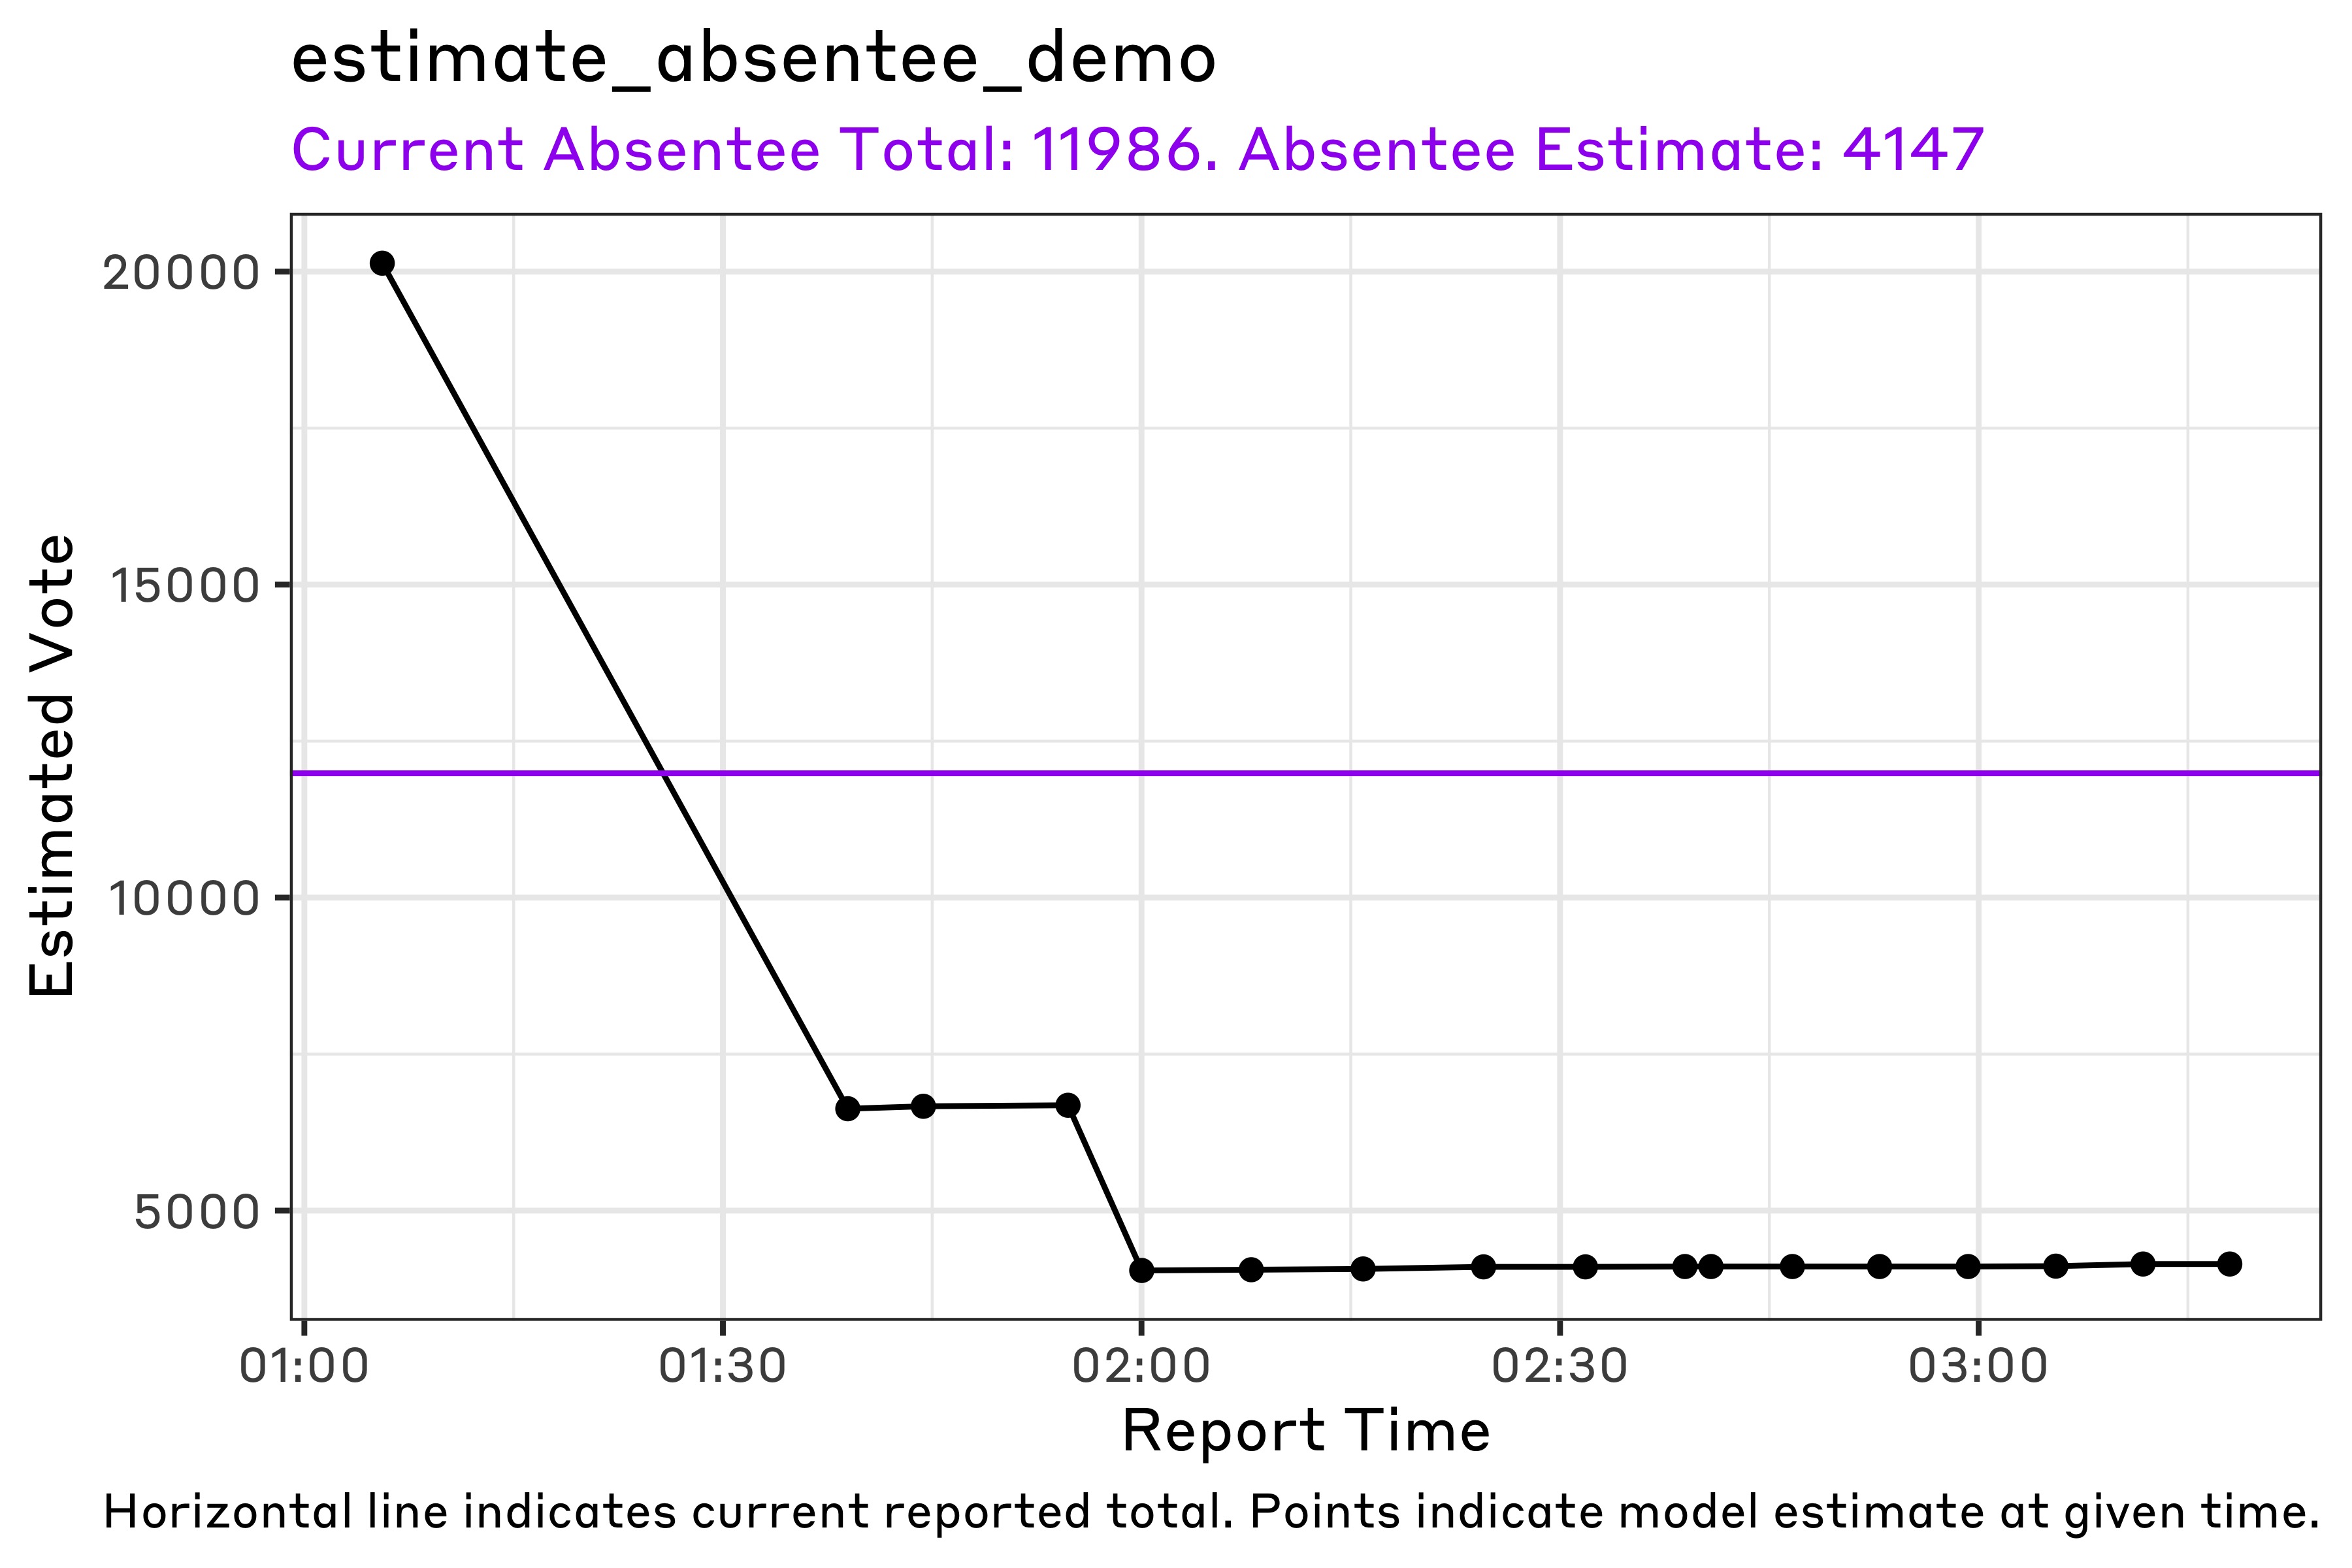 estimate_absentee_demo
Current Absentee Total: 11986. Absentee Estimate: 4147
Estimated Vote
20000
15000
10000
5000
01:00 01:30 02:00 02:30 03:00
Report Time
Horizontal line indicates current reported total. Points indicate model estimate at given time.